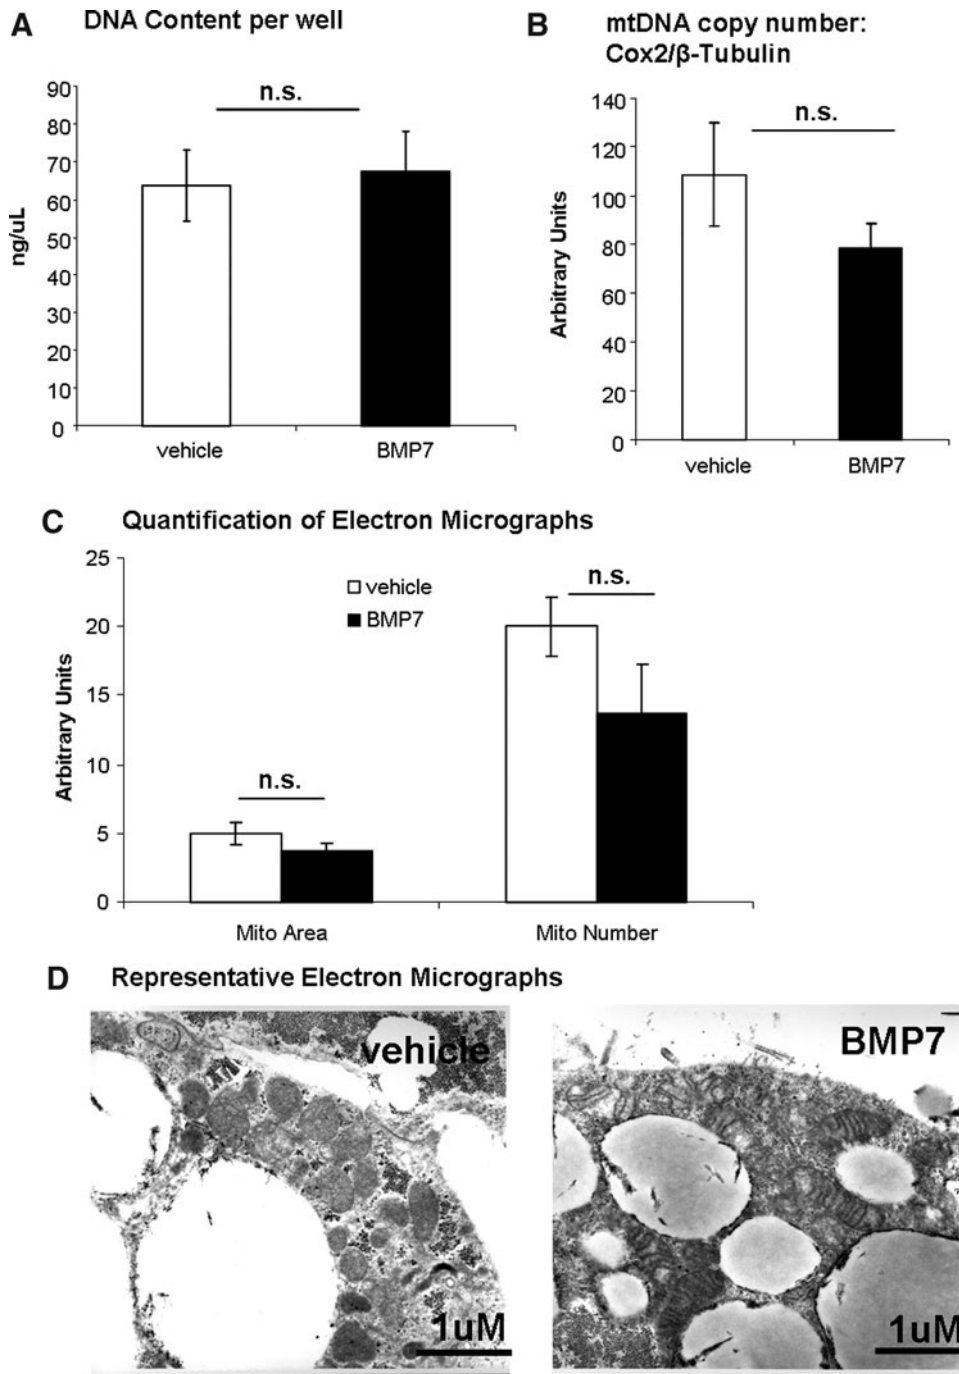 A DNA Content per well
n.s.
90
80
70
60
50
40
30
20
10
0
ng/uL
vehicle BMP7
B mtDNA copy number:
Cox2/β-Tubulin
n.s.
140
120
100
80
60
40
20
0
Arbitrary Units
vehicle BMP7
C Quantification of Electron Micrographs
25
20
15
10
5
0
Arbitrary Units
vehicle
BMP7
n.s.
n.s.
Mito Area Mito Number
D Representative Electron Micrographs
vehicle
1uM
BMP7
1uM